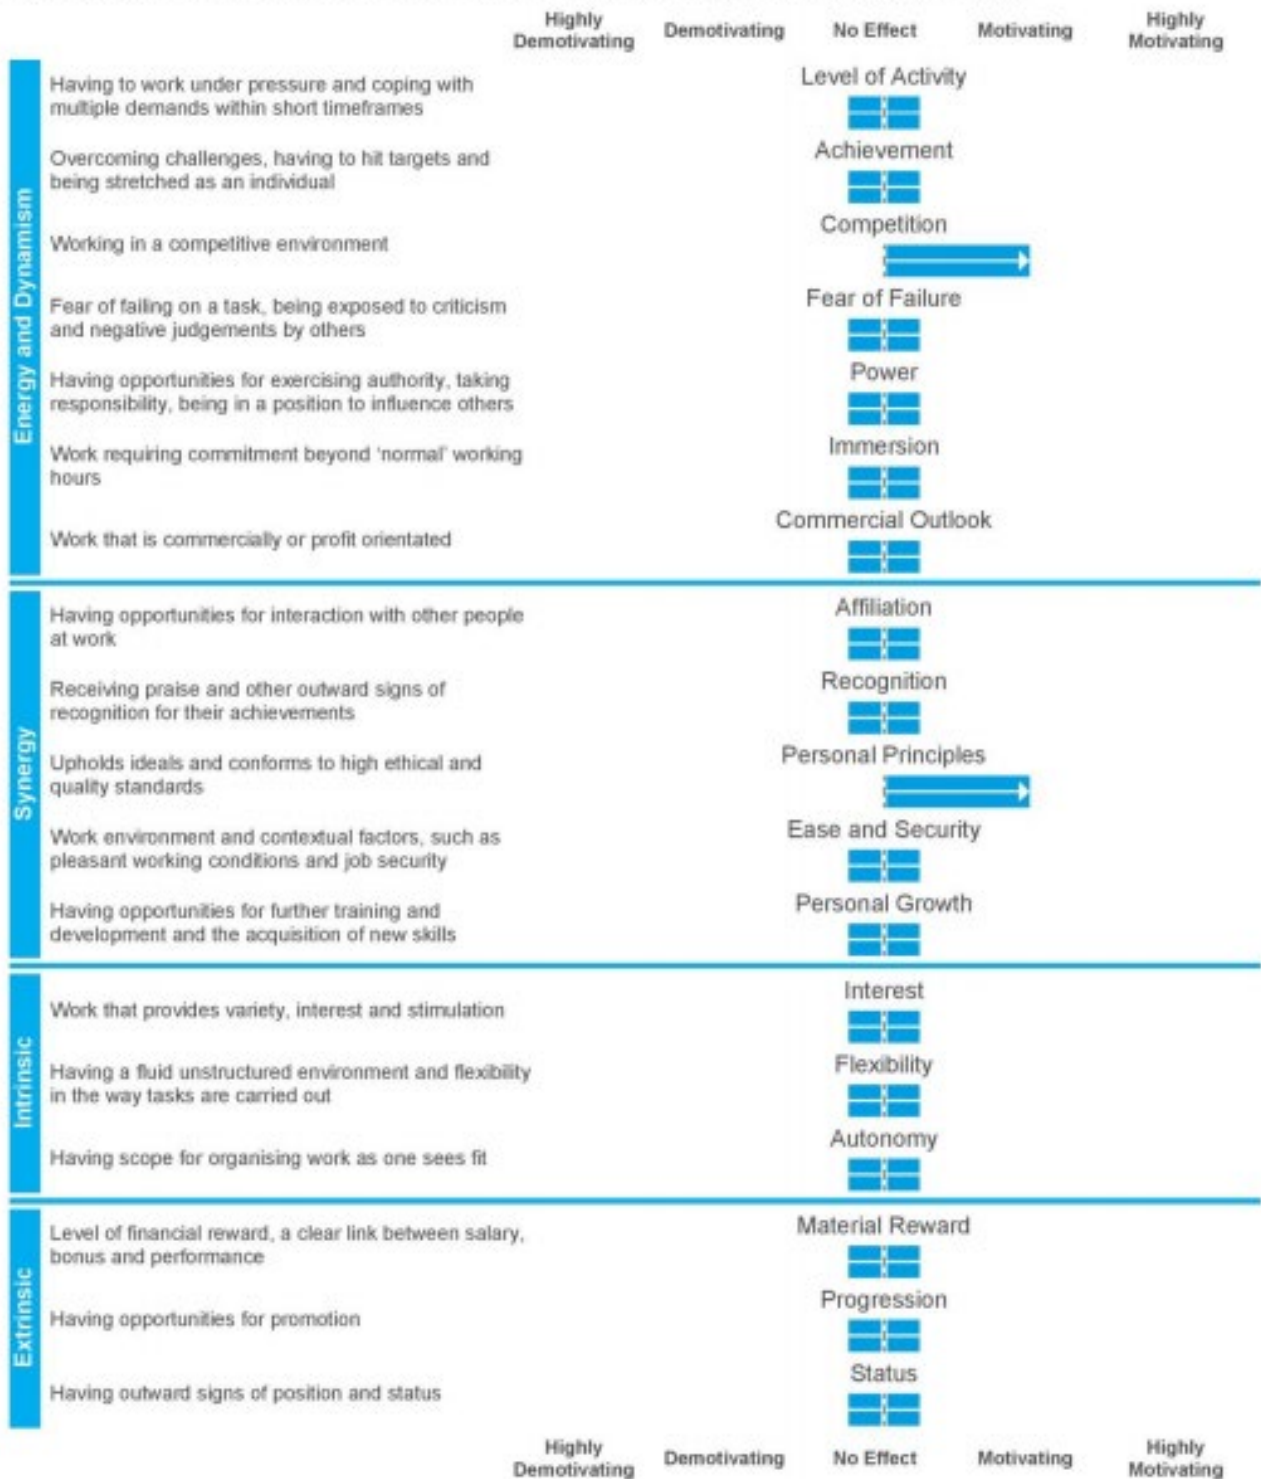 Highly Demotivating Demotivating No Effect Motivating Highly Motivating
Energy and Dynamism
Having to work under pressure and coping with
multiple demands within short timeframes
Level of Activity
Overcoming challenges, having to hit targets and
being stretched as an individual
Achievement
Working in a competitive environment
Competition
Fear of failing on a task, being exposed to criticism
and negative judgements by others
Fear of Failure
Having opportunities for exercising authority, taking
responsibility, being in a position to influence others
Power
Work requiring commitment beyond ‘normal’ working
hours
Immersion
Work that is commercially or profit orientated
Commercial Outlook
Synergy
Having opportunities for interaction with other people
at work
Affiliation
Receiving praise and other outward signs of
recognition for their achievements
Recognition
Upholds ideals and conforms to high ethical and
quality standards
Personal Principles
Work environment and contextual factors, such as
pleasant working conditions and job security
Ease and Security
Having opportunities for further training and
development and the acquisition of new skills
Personal Growth
Intrinsic
Work that provides variety, interest and stimulation
Interest
Having a fluid unstructured environment and flexibility
in the way tasks are carried out
Flexibility
Having scope for organising work as one sees fit
Autonomy
Extrinsic
Level of financial reward, a clear link between salary,
bonus and performance
Material Reward
Having opportunities for promotion
Progression
Having outward signs of position and status
Status
Highly Demotivating Demotivating No Effect Motivating Highly Motivating